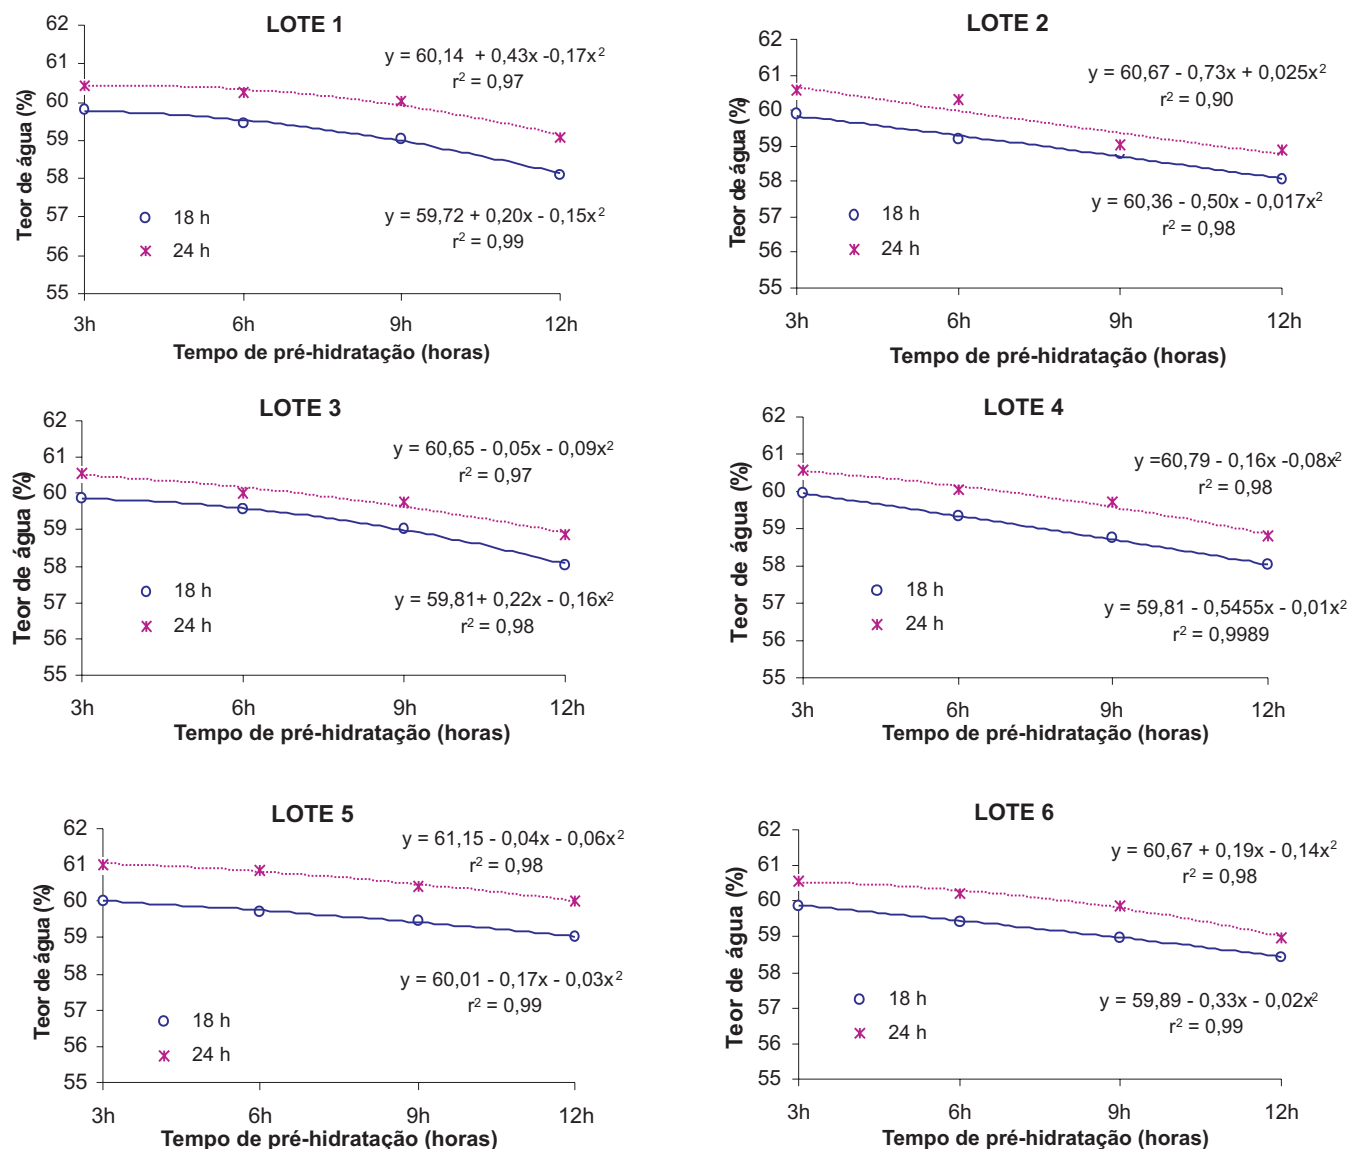 LOTE 1
62
61
60
59
58
57
56
55
Teor de água (%)
y = 60,14 + 0,43x -0,17x²
r² = 0,97
18 h
24 h
y = 59,72 + 0,20x - 0,15x²
r² = 0,99
3h 6h 9h 12h
Tempo de pré-hidratação (horas)
LOTE 2
62
61
60
59
58
57
56
55
Teor de água (%)
y = 60,67 - 0,73x + 0,025x²
r² = 0,90
18 h
24 h
y = 60,36 - 0,50x - 0,017x²
r² = 0,98
3h 6h 9h 12h
Tempo de pré-hidratação (horas)
LOTE 3
62
61
60
59
58
57
56
55
Teor de água (%)
y = 60,65 - 0,05x - 0,09x²
r² = 0,97
18 h
24 h
y = 59,81+ 0,22x - 0,16x²
r² = 0,98
3h 6h 9h 12h
Tempo de pré-hidratação (horas)
LOTE 4
62
61
60
59
58
57
56
55
Teor de água (%)
y =60,79 - 0,16x -0,08x²
r² = 0,98
18 h
24 h
y = 59,81 - 0,5455x - 0,01x²
r² = 0,9989
3h 6h 9h 12h
Tempo de pré-hidratação (horas)
LOTE 5
62
61
60
59
58
57
56
55
Teor de água (%)
y = 61,15 - 0,04x - 0,06x²
r² = 0,98
y = 60,01 - 0,17x - 0,03x²
r² = 0,99
18 h
24 h
3h 6h 9h 12h
Tempo de pré-hidratação (horas)
LOTE 6
62
61
60
59
58
57
56
55
Teor de água (%)
y = 60,67 + 0,19x - 0,14x²
r² = 0,98
18 h
24 h
y = 59,89 - 0,33x - 0,02x²
r² = 0,99
3h 6h 9h 12h
Tempo de pré-hidratação (horas)